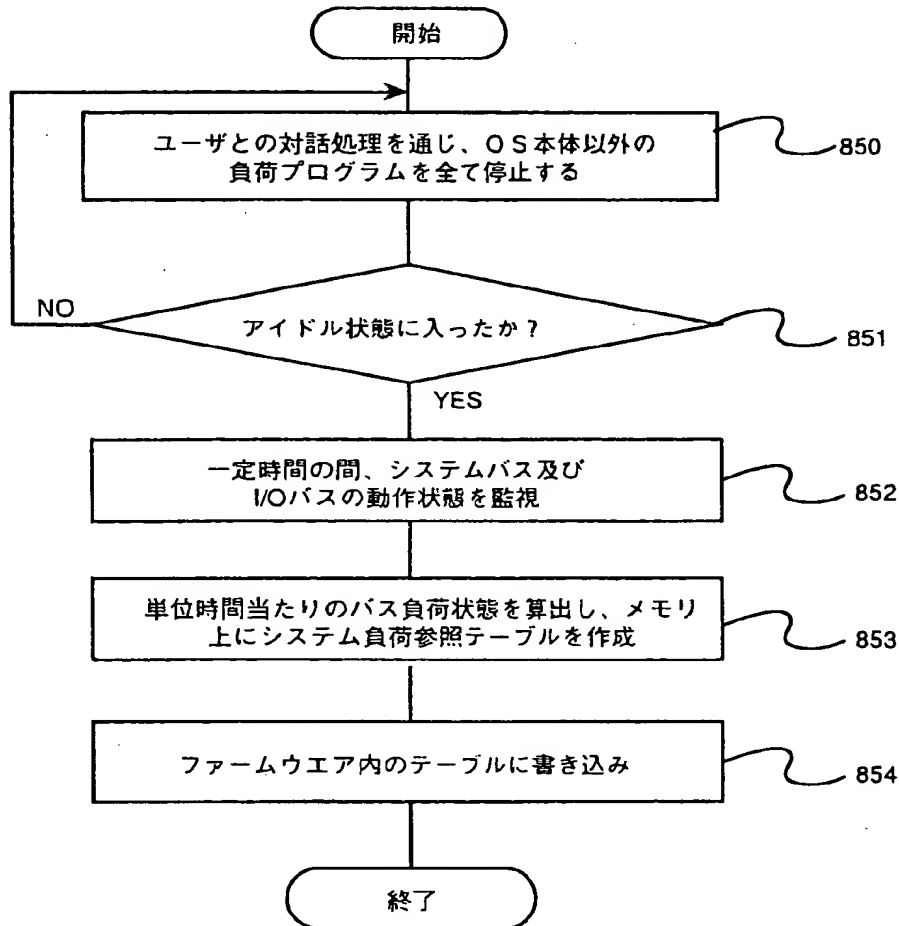 開始
ユーザとの対話処理を通じ、OS本体以外の
負荷プログラムを全て停止する
850
NO
アイドル状態に入ったか？
851
YES
一定時間の間、システムバス及び
I/Oバスの動作状態を監視
852
単位時間当たりのバス負荷状態を算出し、メモリ
上にシステム負荷参照テーブルを作成
853
ファームウエア内のテーブルに書き込み
854
終了